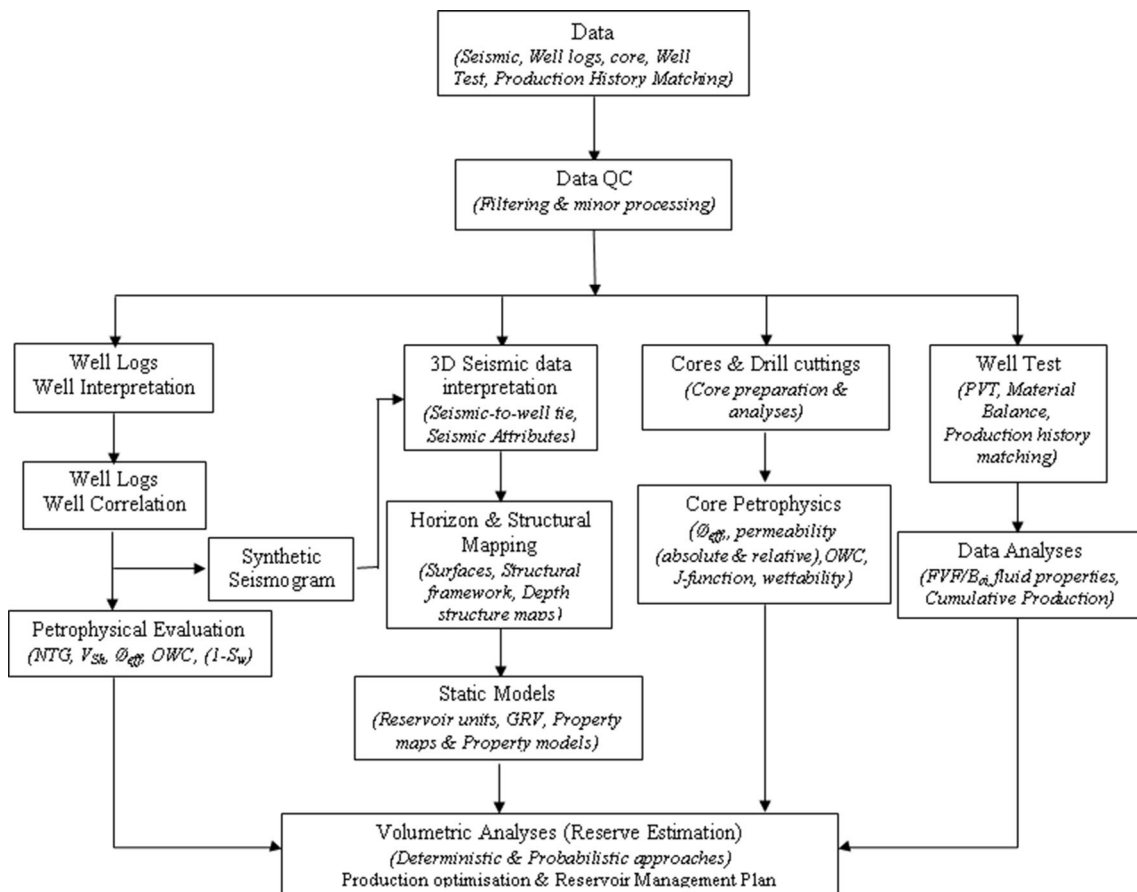 Data
(Seismic, Well logs, core, Well
Test, Production History Matching)
Data QC
(Filtering & minor processing)
Well Logs
Well Interpretation
3D Seismic data
interpretation
(Seismic-to-well tie,
Seismic Attributes)
Cores & Drill cuttings
(Core preparation &
analyses)
Well Test
(PVT, Material
Balance,
Production history
matching)
Well Logs
Well Correlation
Synthetic
Seismogram
Horizon & Structural
Mapping
(Surfaces, Structural
framework, Depth
structure maps)
Core Petrophysics
(Ø_eff, permeability
(absolute & relative), OWC,
J-function, wettability)
Data Analyses
(FVF/B_oi, fluid properties,
Cumulative Production)
Petrophysical Evaluation
(NTG, V_Sh, Ø_eff, OWC, (1-S_w)
Static Models
(Reservoir units, GRV, Property
maps & Property models)
Volumetric Analyses (Reserve Estimation)
(Deterministic & Probabilistic approaches)
Production optimisation & Reservoir Management Plan